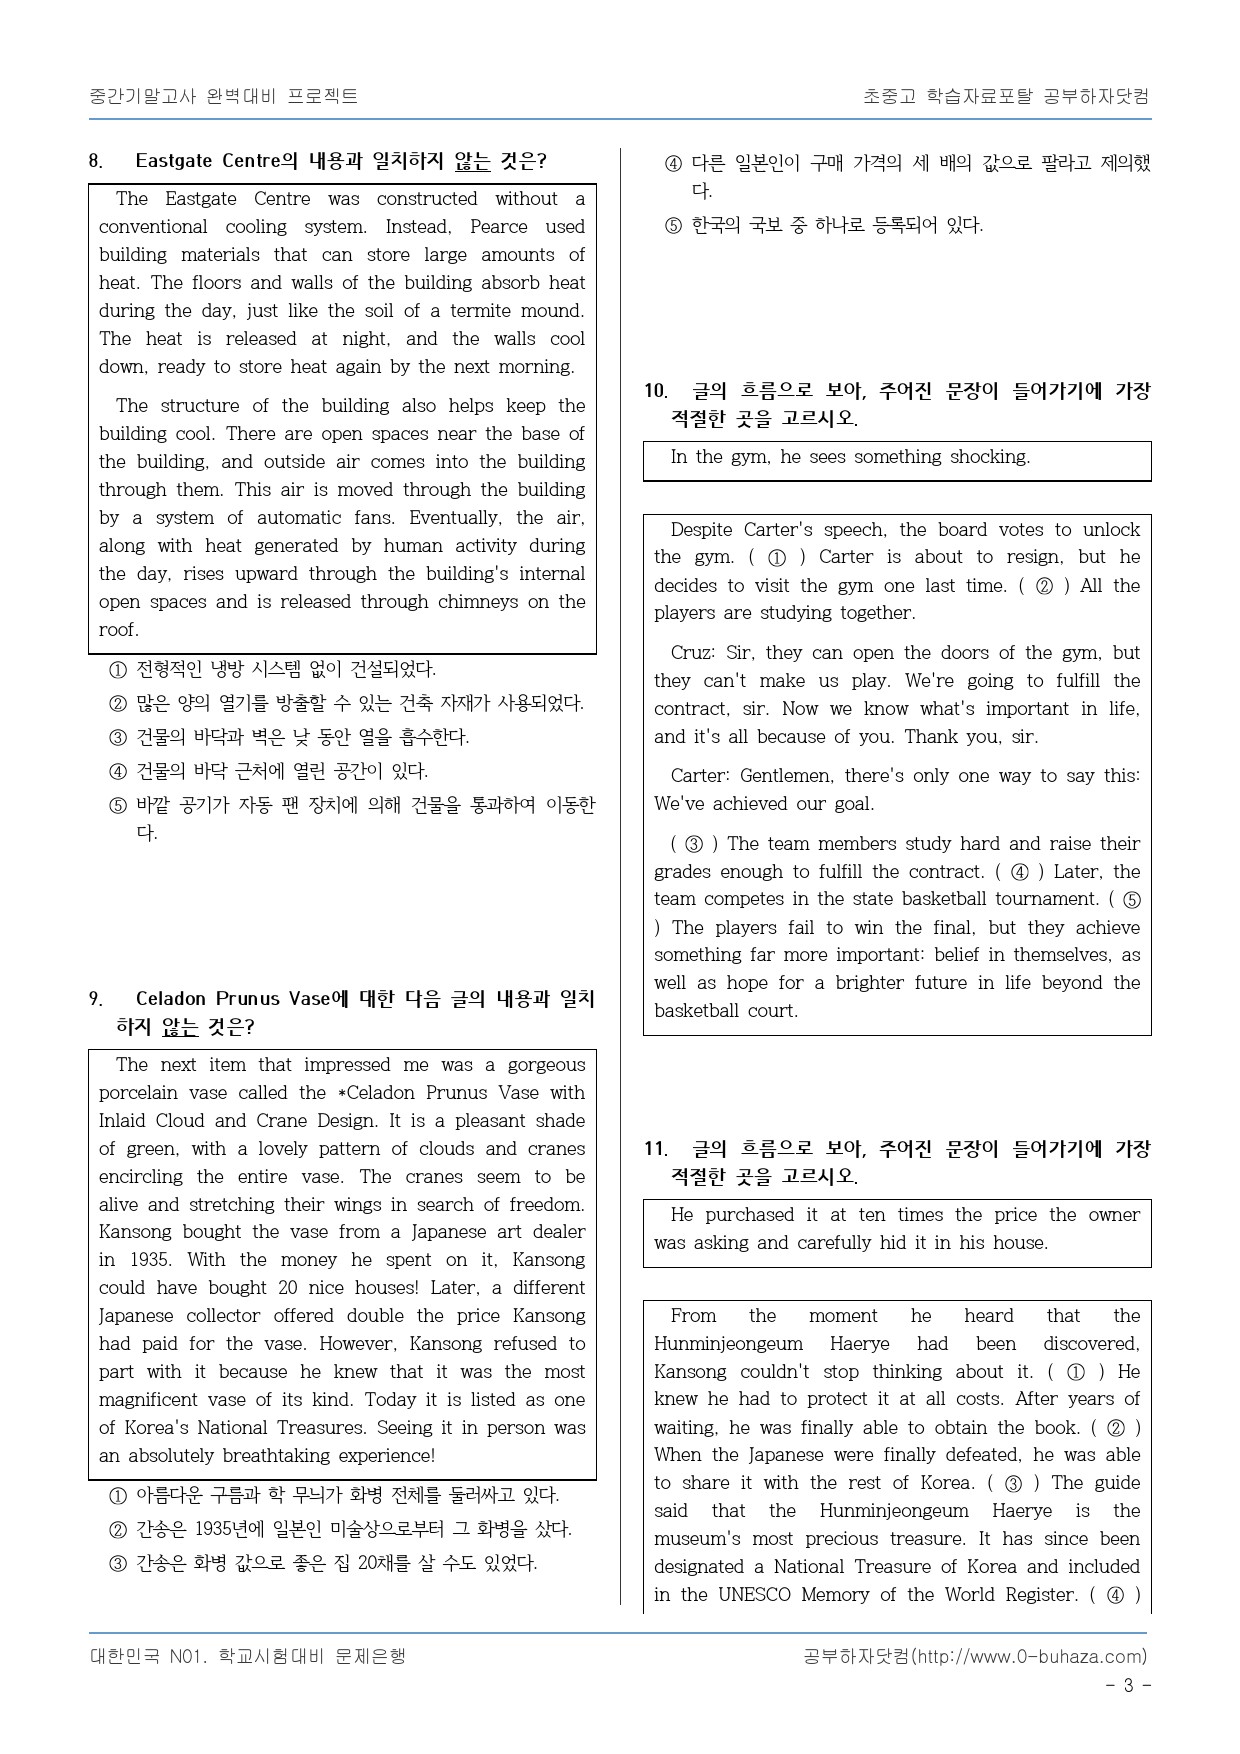 중간기말고사 완벽대비 프로젝트
초중고 학습자료포탈 공부하자닷컴
8. Eastgate Centre의 내용과 일치하지 않는 것은?
The Eastgate Centre was constructed without a
conventional cooling system. Instead, Pearce used
building materials that can store large amounts of
heat. The floors and walls of the building absorb heat
during the day, just like the soil of a termite mound.
The heat is released at night, and the walls cool
down, ready to store heat again by the next morning.
The structure of the building also helps keep the
building cool. There are open spaces near the base of
the building, and outside air comes into the building
through them. This air is moved through the building
by a system of automatic fans. Eventually, the air,
along with heat generated by human activity during
the day, rises upward through the building's internal
open spaces and is released through chimneys on the
roof.
① 전형적인 냉방 시스템 없이 건설되었다.
② 많은 양의 열기를 방출할 수 있는 건축 자재가 사용되었다.
③ 건물의 바닥과 벽은 낮 동안 열을 흡수한다.
④ 건물의 바닥 근처에 열린 공간이 있다.
⑤ 바깥 공기가 자동 팬 장치에 의해 건물을 통과하여 이동한
다.
9. Celadon Prunus Vase에 대한 다음 글의 내용과 일치
하지 않는 것은?
The next item that impressed me was a gorgeous
porcelain vase called the *Celadon Prunus Vase with
Inlaid Cloud and Crane Design. It is a pleasant shade
of green, with a lovely pattern of clouds and cranes
encircling the entire vase. The cranes seem to be
alive and stretching their wings in search of freedom.
Kansong bought the vase from a Japanese art dealer
in 1935. With the money he spent on it, Kansong
could have bought 20 nice houses! Later, a different
Japanese collector offered double the price Kansong
had paid for the vase. However, Kansong refused to
part with it because he knew that it was the most
magnificent vase of its kind. Today it is listed as one
of Korea's National Treasures. Seeing it in person was
an absolutely breathtaking experience!
① 아름다운 구름과 학 무늬가 화병 전체를 둘러싸고 있다.
② 간송은 1935년에 일본인 미술상으로부터 그 화병을 샀다.
③ 간송은 화병 값으로 좋은 집 20채를 살 수도 있었다.
④ 다른 일본인이 구매 가격의 세 배의 값으로 팔라고 제의했
다.
⑤ 한국의 국보 중 하나로 등록되어 있다.
10. 글의 흐름으로 보아, 주어진 문장이 들어가기에 가장
적절한 곳을 고르시오.
In the gym, he sees something shocking.
Despite Carter's speech, the board votes to unlock
the gym. ( ① ) Carter is about to resign, but he
decides to visit the gym one last time. ( ② ) All the
players are studying together.
Cruz: Sir, they can open the doors of the gym, but
they can't make us play. We're going to fulfill the
contract, sir. Now we know what's important in life,
and it's all because of you. Thank you, sir.
Carter: Gentlemen, there's only one way to say this:
We've achieved our goal.
( ③ ) The team members study hard and raise their
grades enough to fulfill the contract. ( ④ ) Later, the
team competes in the state basketball tournament. ( ⑤
) The players fail to win the final, but they achieve
something far more important: belief in themselves, as
well as hope for a brighter future in life beyond the
basketball court.
11. 글의 흐름으로 보아, 주어진 문장이 들어가기에 가장
적절한 곳을 고르시오.
He purchased it at ten times the price the owner
was asking and carefully hid it in his house.
From the moment he heard that the
Hunminjeongeum Haerye had been discovered,
Kansong couldn't stop thinking about it. ( ① ) He
knew he had to protect it at all costs. After years of
waiting, he was finally able to obtain the book. ( ② )
When the Japanese were finally defeated, he was able
to share it with the rest of Korea. ( ③ ) The guide
said that the Hunminjeongeum Haerye is the
museum's most precious treasure. It has since been
designated a National Treasure of Korea and included
in the UNESCO Memory of the World Register. ( ④ )
대한민국 N01. 학교시험대비 문제은행
공부하자닷컴(http://www.0-buhaza.com)
- 3 -